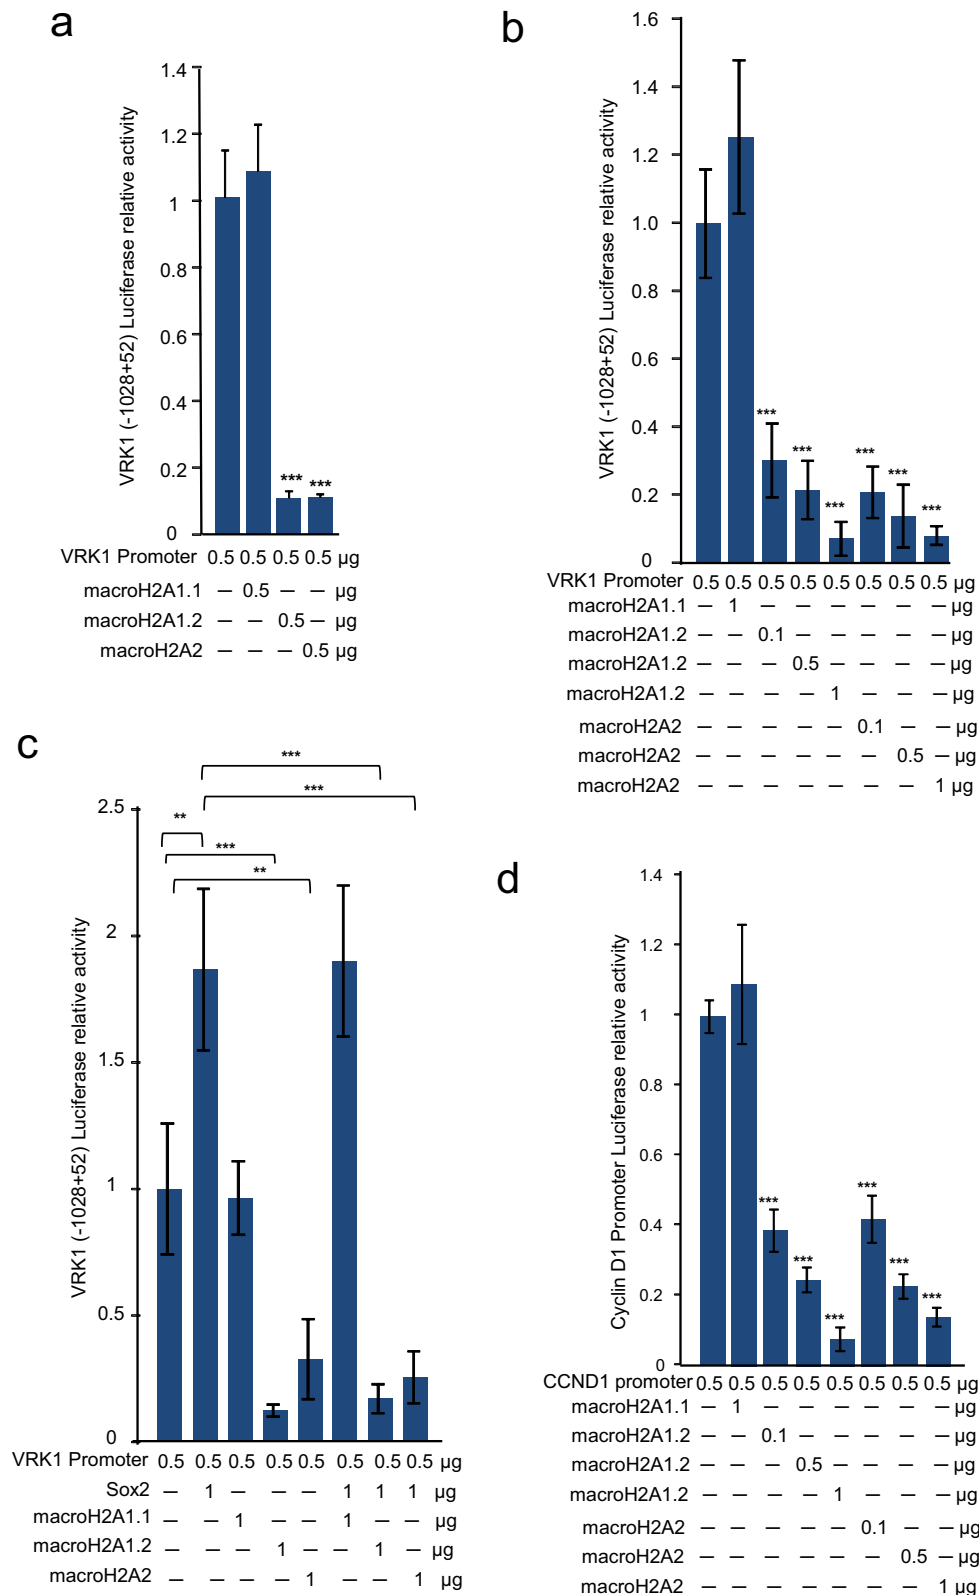 a
VRK1 (-1028+52) Luciferase relative activity
1.4
1.2
1
0.8
0.6
0.4
0.2
0
*** ***
VRK1 Promoter 0.5 0.5 0.5 0.5 µg
macroH2A1.1 – 0.5 – – µg
macroH2A1.2 – – 0.5 – µg
macroH2A2 – – – 0.5 µg
b
VRK1 (-1028+52) Luciferase relative activity
1.6
1.4
1.2
1.0
0.8
0.6
0.4
0.2
0
*** *** *** *** *** ***
VRK1 Promoter 0.5 0.5 0.5 0.5 0.5 0.5 0.5 0.5 µg
macroH2A1.1 – 1 – – – – – – µg
macroH2A1.2 – – 0.1 – – – – – µg
macroH2A1.2 – – – 0.5 – – – – µg
macroH2A1.2 – – – – 1 – – – µg
macroH2A2 – – – – – 0.1 – – µg
macroH2A2 – – – – – – 0.5 – µg
macroH2A2 – – – – – – – 1 µg
c
VRK1 (-1028+52) Luciferase relative activity
***
***
**
***
**
2.5
2
1.5
1
0.5
0
VRK1 Promoter 0.5 0.5 0.5 0.5 0.5 0.5 0.5 0.5 µg
Sox2 – 1 – – – 1 1 1 µg
macroH2A1.1 – – 1 – – 1 – – µg
macroH2A1.2 – – – 1 – – 1 – µg
macroH2A2 – – – – 1 – – 1 µg
d
Cyclin D1 Promoter Luciferase relative activity
1.4
1.2
1
0.8
0.6
0.4
0.2
0
*** *** *** *** *** ***
CCND1 promoter 0.5 0.5 0.5 0.5 0.5 0.5 0.5 0.5 µg
macroH2A1.1 – 1 – – – – – – µg
macroH2A1.2 – – 0.1 – – – – – µg
macroH2A1.2 – – – 0.5 – – – – µg
macroH2A1.2 – – – – 1 – – – µg
macroH2A2 – – – – – 0.1 – – µg
macroH2A2 – – – – – – 0.5 – µg
macroH2A2 – – – – – – – 1 µg